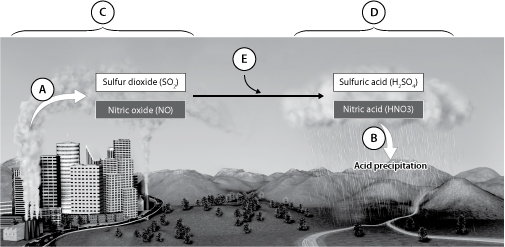 C
D
E
A
Sulfur dioxide (SO₂)
Nitric oxide (NO)
Sulfuric acid (H₂SO₄)
Nitric acid (HNO3)
B
Acid precipitation